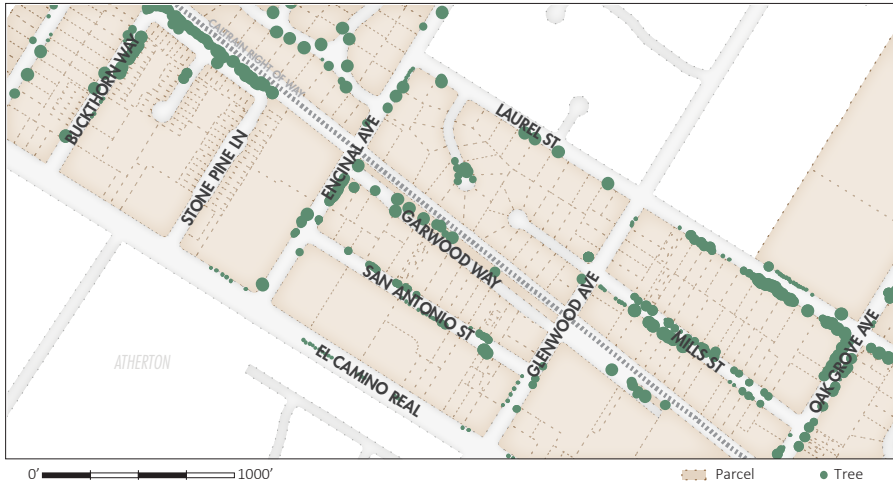 CALTRAIN RIGHT OF WAY
BUCKTHORN WAY
STONE PINE LN
ENCINAL AVE
LAUREL ST
GARWOOD WAY
SAN ANTONIO ST
GLENWOOD AVE
MILLS ST
OAK GROVE AVE
EL CAMINO REAL
ATHERTON
0' 1000' Parcel Tree